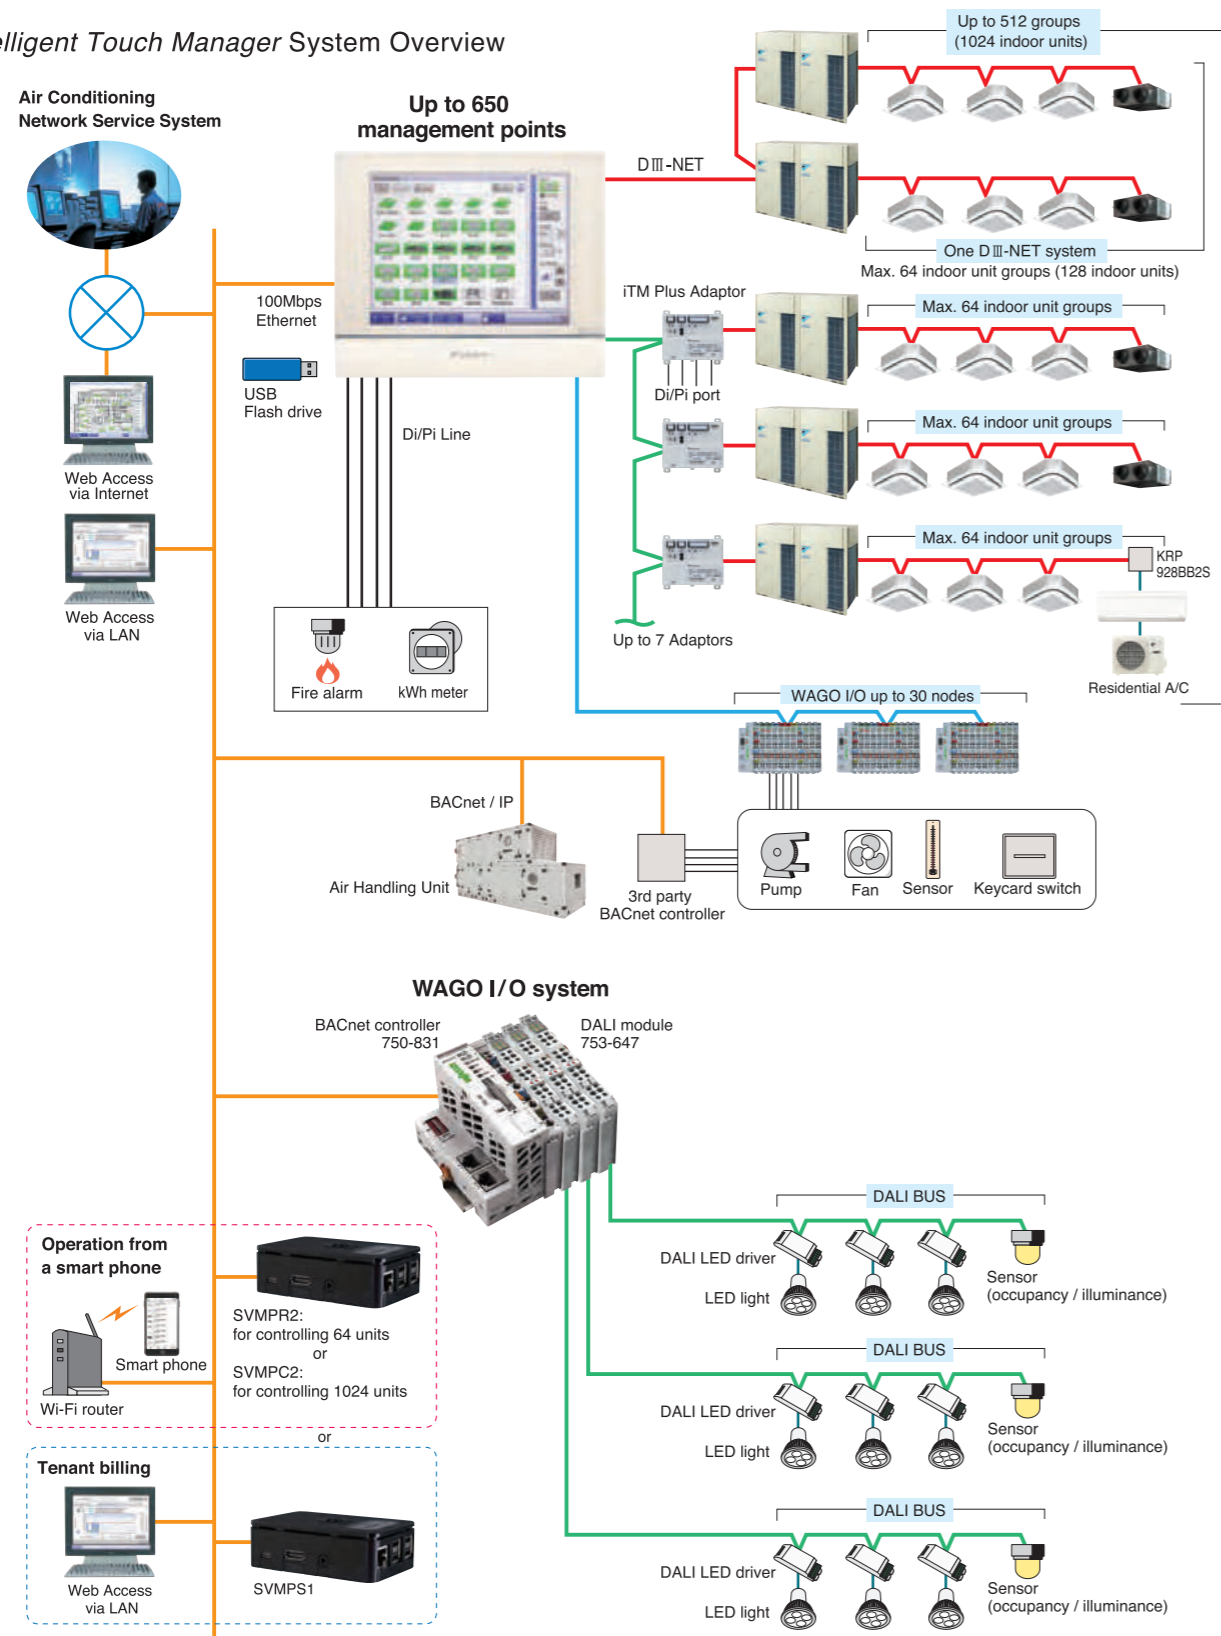 elligent Touch Manager System Overview
Up to 512 groups
(1024 indoor units)
Air Conditioning
Network Service System
Up to 650
management points
DⅢ-NET
One DⅢ-NET system
Max. 64 indoor unit groups (128 indoor units)
100Mbps
Ethernet
iTM Plus Adaptor
Max. 64 indoor unit groups
USB
Flash drive
Di/Pi port
Di/Pi Line
Max. 64 indoor unit groups
Web Access
via Internet
Max. 64 indoor unit groups
KRP
928BB2S
Web Access
via LAN
Up to 7 Adaptors
Fire alarm
kWh meter
Residential A/C
WAGO I/O up to 30 nodes
BACnet / IP
Air Handling Unit
3rd party
BACnet controller
Pump
Fan
Sensor
Keycard switch
WAGO I/O system
BACnet controller
750-831
DALI module
753-647
DALI BUS
DALI LED driver
LED light
Sensor
(occupancy / illuminance)
Operation from
a smart phone
Smart phone
Wi-Fi router
SVMPR2:
for controlling 64 units
or
SVMPC2:
for controlling 1024 units
DALI BUS
DALI LED driver
LED light
Sensor
(occupancy / illuminance)
or
Tenant billing
Web Access
via LAN
SVMPS1
DALI BUS
DALI LED driver
LED light
Sensor
(occupancy / illuminance)